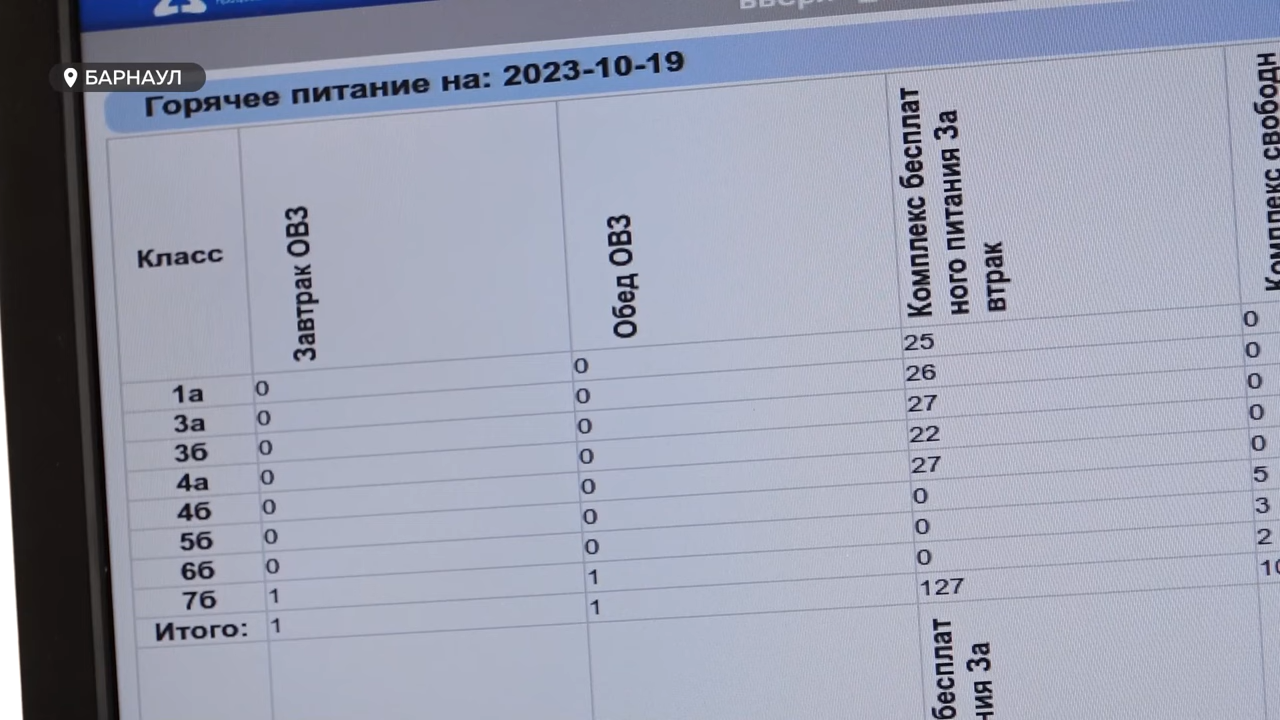 БАРНАУЛ
Горячее питание на: 2023-10-19
Класс
Завтрак ОВЗ
Обед ОВЗ
Комплекс бесплат
ного питания За
втрак
Комплекс свободн
1а 0 0 25 0
3а 0 0 26 0
3б 0 0 27 0
4а 0 0 22 0
4б 0 0 27 0
5б 0 0 0 5
6б 0 0 0 3
7б 1 1 0 2
Итого: 1 1 127 10
бесплат
ния За